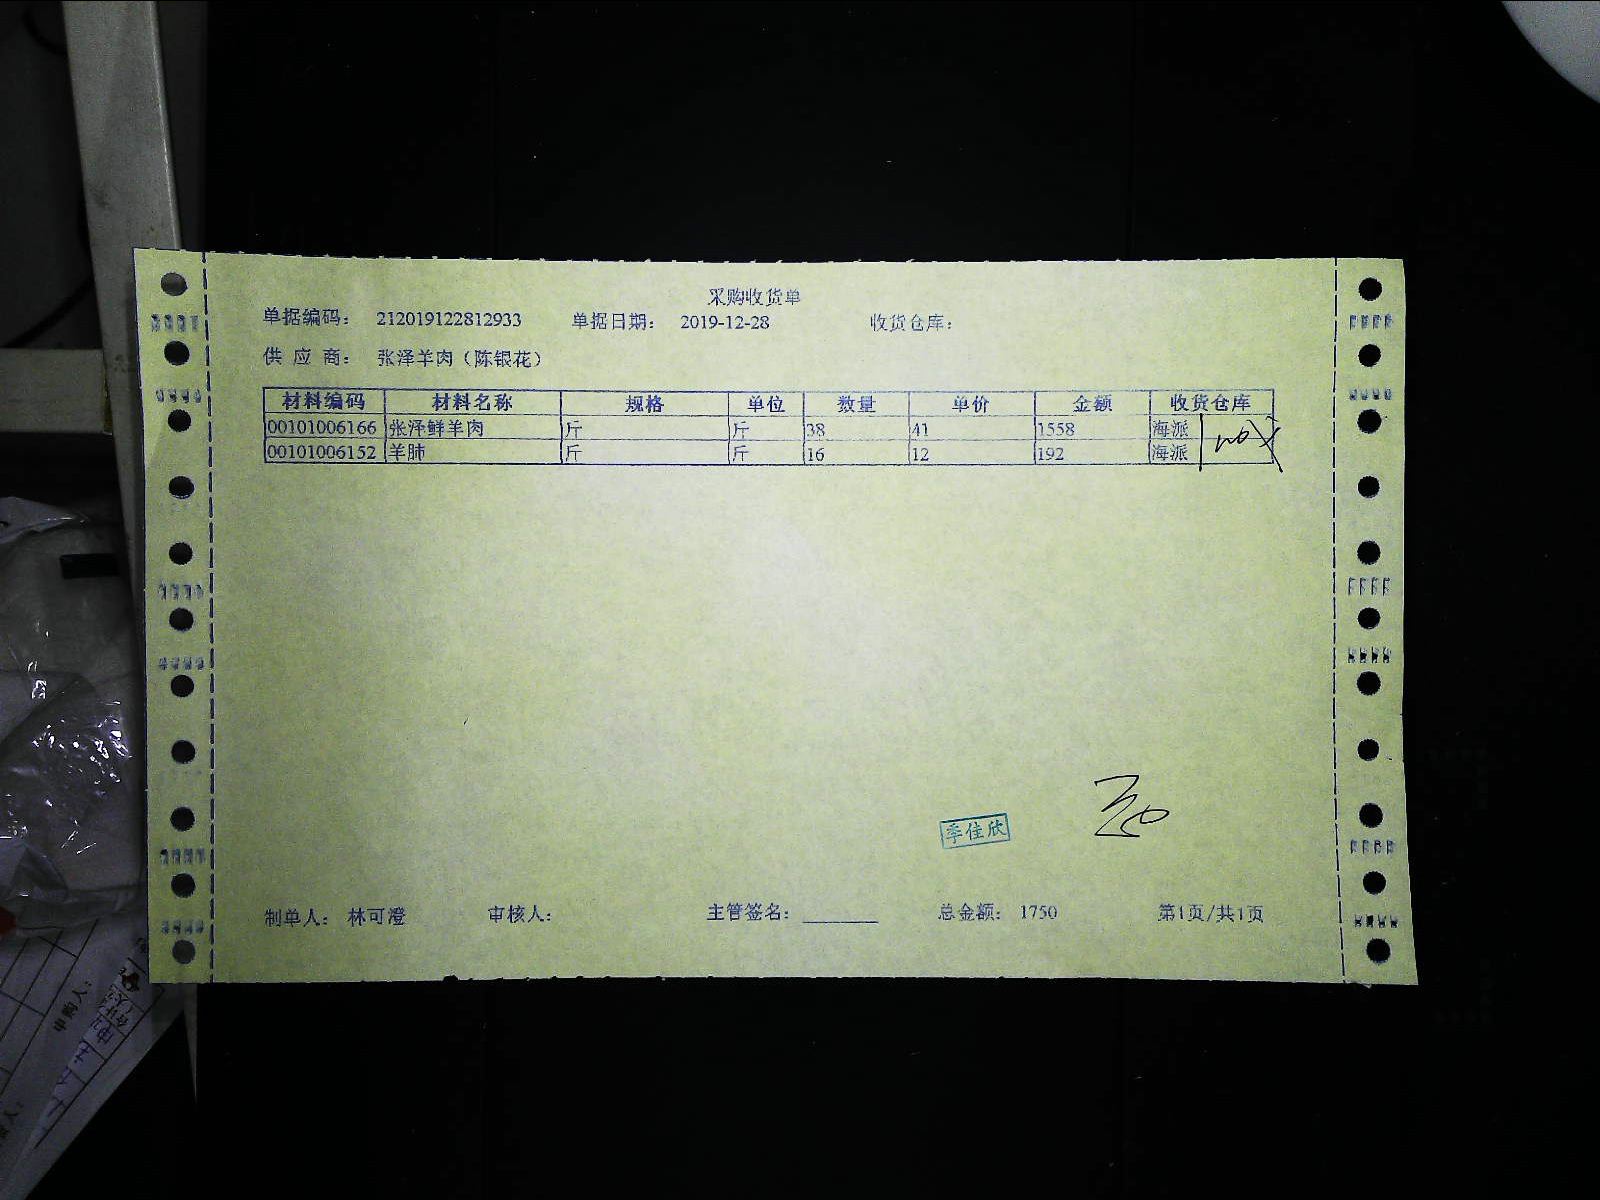 采购收货单
单据编码： 212019122812933 单据日期： 2019-12-28 收货仓库：
供 应 商： 张泽羊肉（陈银花）
材料编码 材料名称 规格 单位 数量 单价 金额 收货仓库
00101006166 张泽鲜羊肉 斤 斤 38 41 1558 海派
00101006152 羊肺 斤 斤 16 12 192 海派
李佳欣
制单人： 林可澄 审核人： 主管签名： ________ 总金额： 1750 第1页/共1页
申购人：